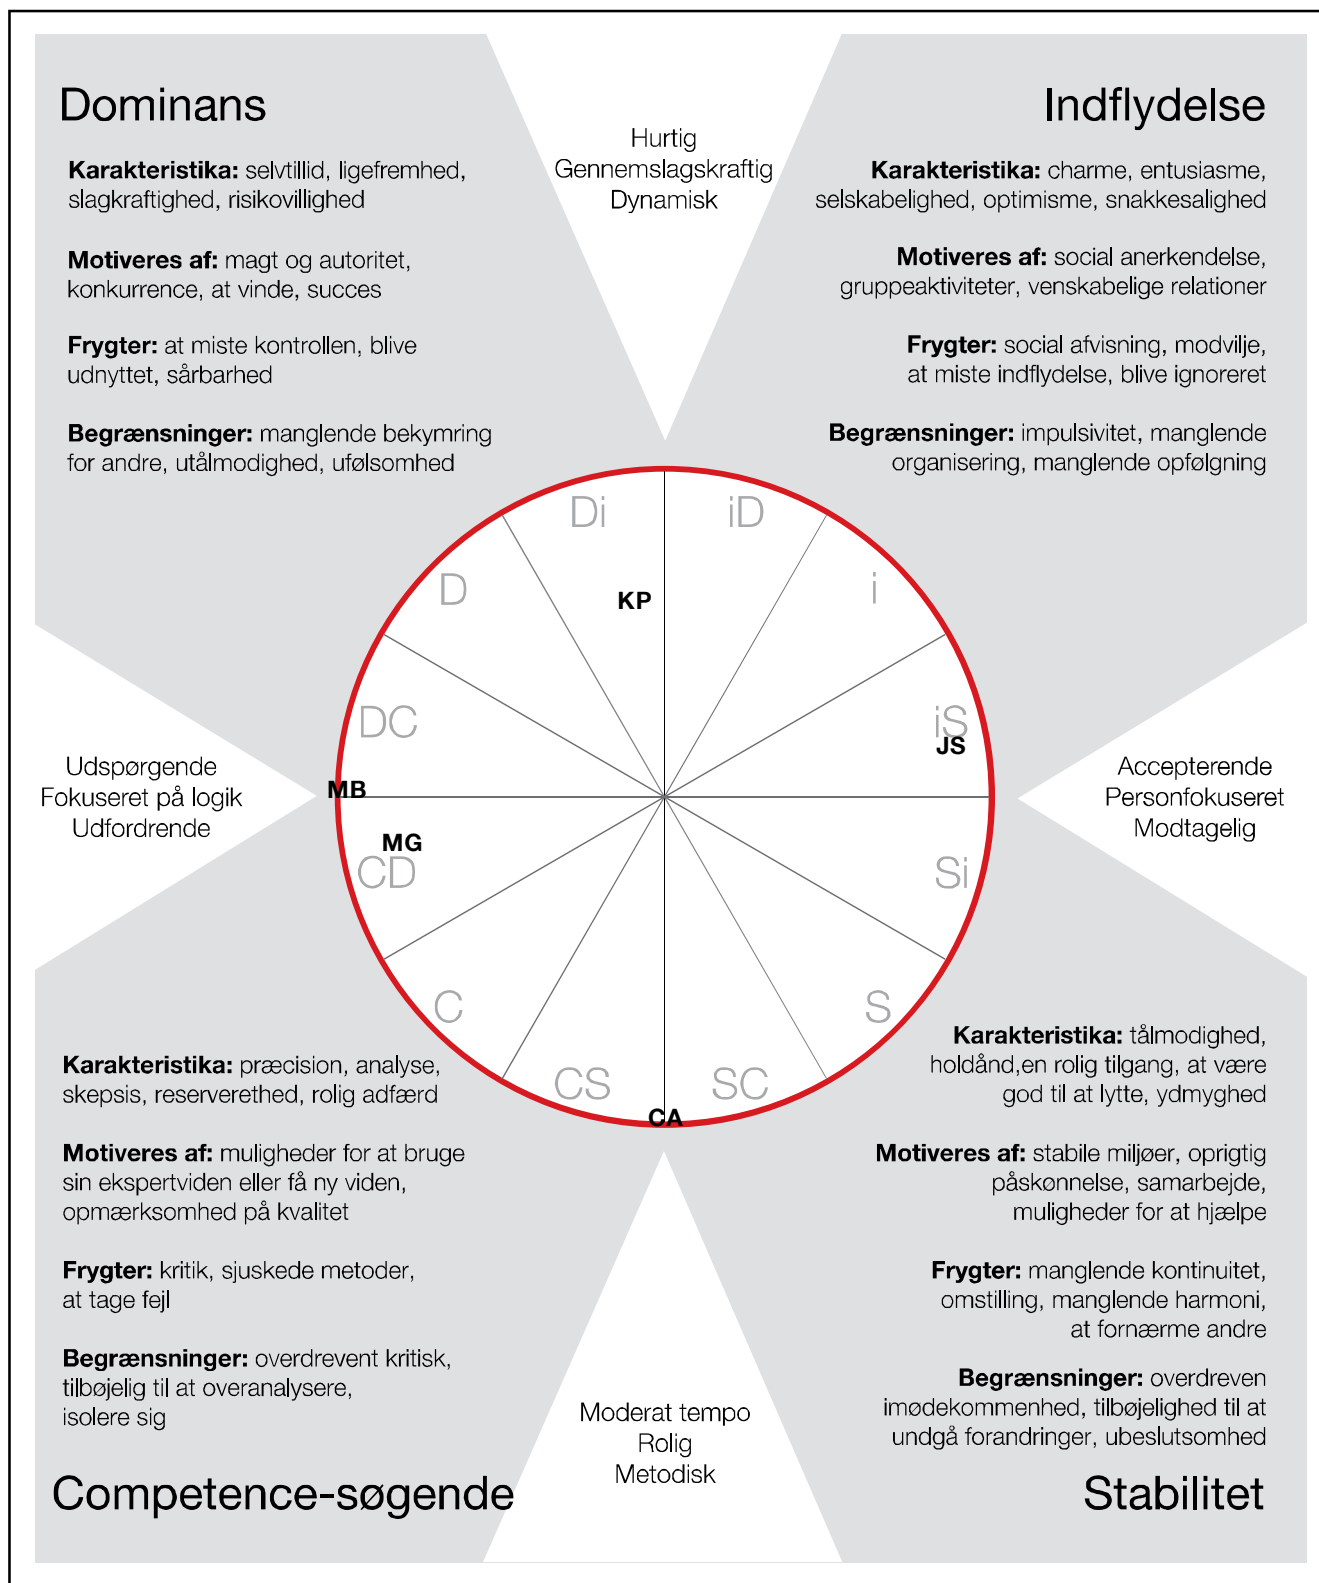 Dominans
Karakteristika: selvtillid, ligefremhed,
slagkraftighed, risikovillighed
Motiveres af: magt og autoritet,
konkurrence, at vinde, succes
Frygter: at miste kontrollen, blive
udnyttet, sårbarhed
Begrænsninger: manglende bekymring
for andre, utålmodighed, ufølsomhed
Hurtig
Gennemslagskraftig
Dynamisk
Indflydelse
Karakteristika: charme, entusiasme,
selskabelighed, optimisme, snakkesalighed
Motiveres af: social anerkendelse,
gruppeaktiviteter, venskabelige relationer
Frygter: social afvisning, modvilje,
at miste indflydelse, blive ignoreret
Begrænsninger: impulsivitet, manglende
organisering, manglende opfølgning
Di
iD
D
i
KP
DC
iS
JS
MB
MG
CD
Si
C
S
CS
SC
CA
Udspørgende
Fokuseret på logik
Udfordrende
Accepterende
Personfokuseret
Modtagelig
Karakteristika: præcision, analyse,
skepsis, reserverethed, rolig adfærd
Motiveres af: muligheder for at bruge
sin ekspertviden eller få ny viden,
opmærksomhed på kvalitet
Frygter: kritik, sjuskede metoder,
at tage fejl
Begrænsninger: overdrevent kritisk,
tilbøjelig til at overanalysere,
isolere sig
Competence-søgende
Moderat tempo
Rolig
Metodisk
Karakteristika: tålmodighed,
holdånd,en rolig tilgang, at være
god til at lytte, ydmyghed
Motiveres af: stabile miljøer, oprigtig
påskønnelse, samarbejde,
muligheder for at hjælpe
Frygter: manglende kontinuitet,
omstilling, manglende harmoni,
at fornærme andre
Begrænsninger: overdreven
imødekommenhed, tilbøjelighed til at
undgå forandringer, ubeslutsomhed
Stabilitet